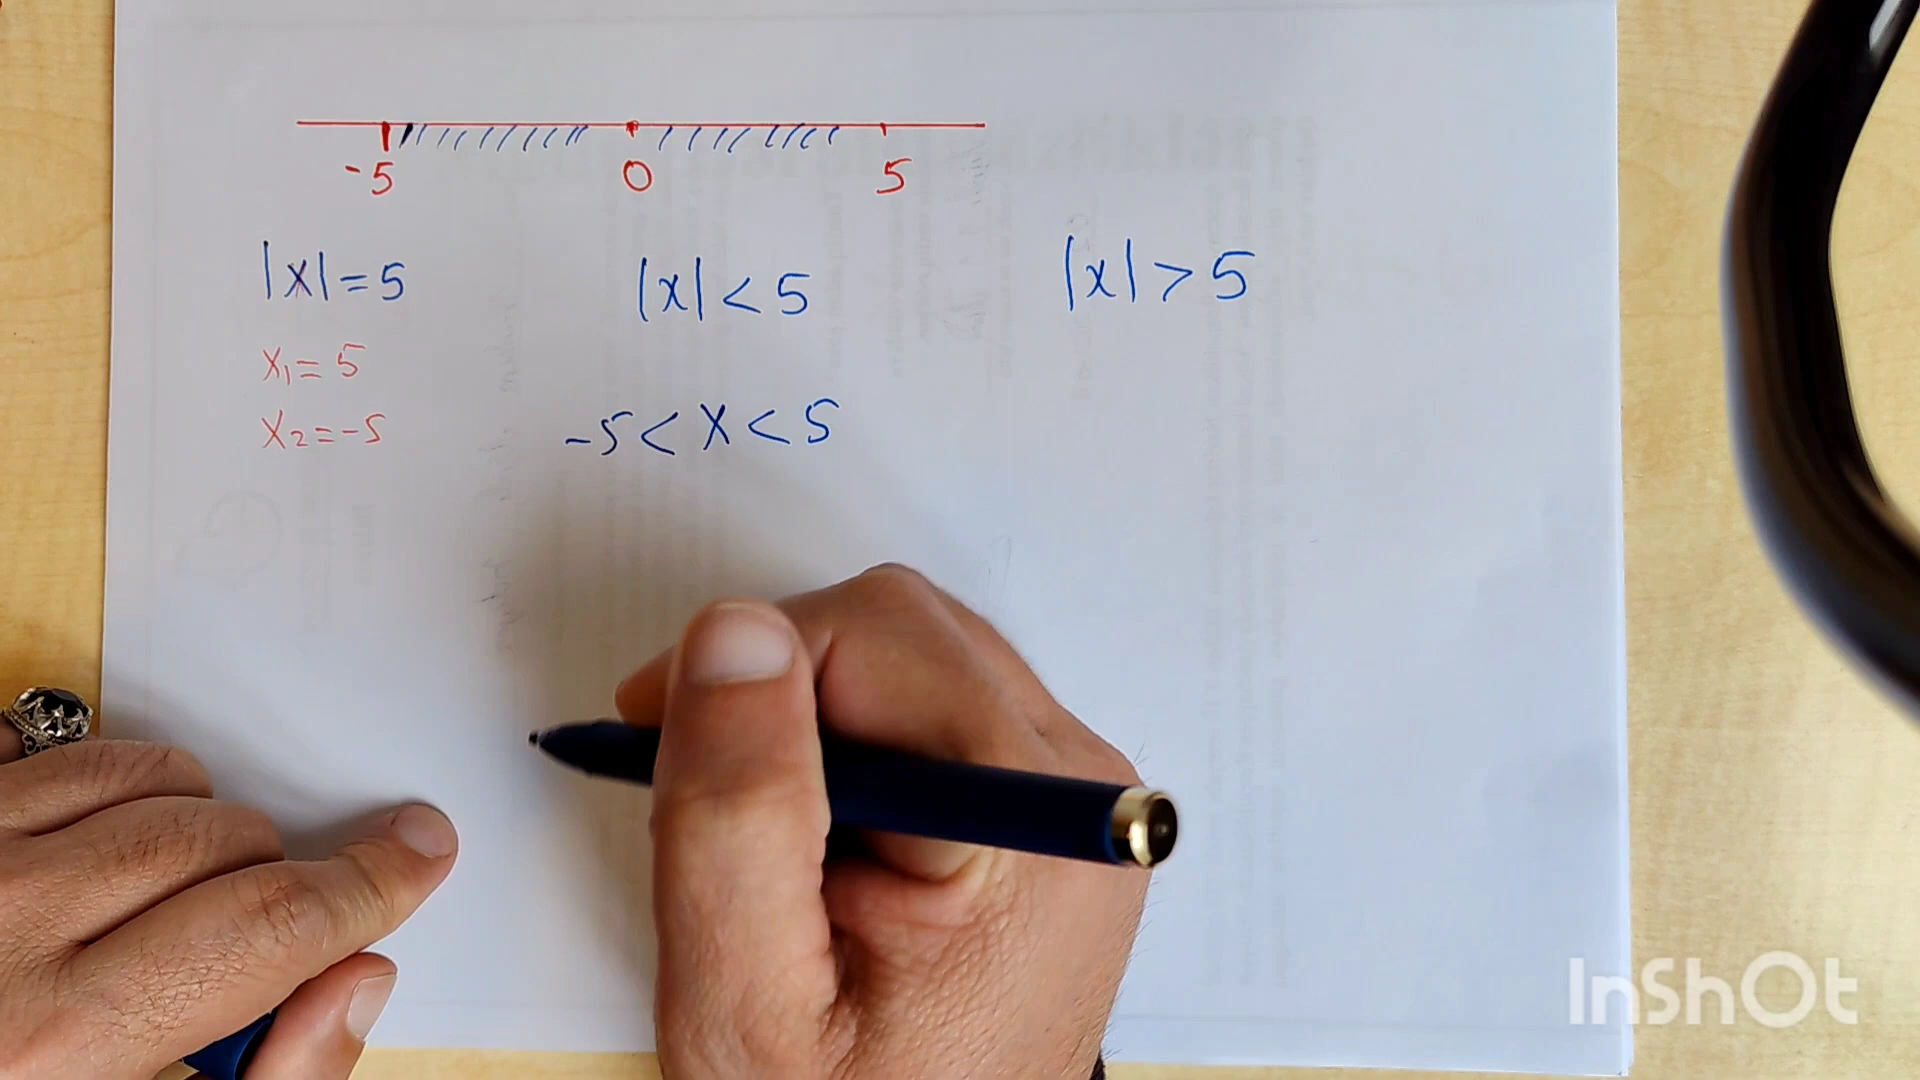 -5 0 5
|x| = 5 |x| < 5 |x| > 5
x₁ = 5
x₂ = -5 -5 < x < 5
InShOt